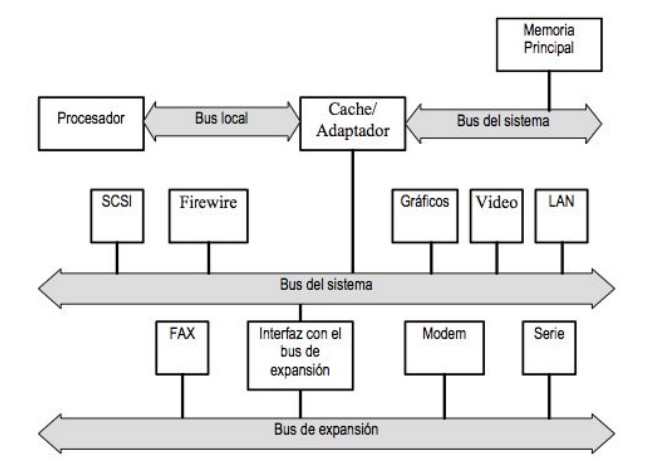 Memoria
Principal
Procesador
Bus local
Cache/
Adaptador
Bus del sistema
SCSI
Firewire
Gráficos
Video
LAN
Bus del sistema
FAX
Interfaz con el
bus de
expansión
Modem
Serie
Bus de expansión